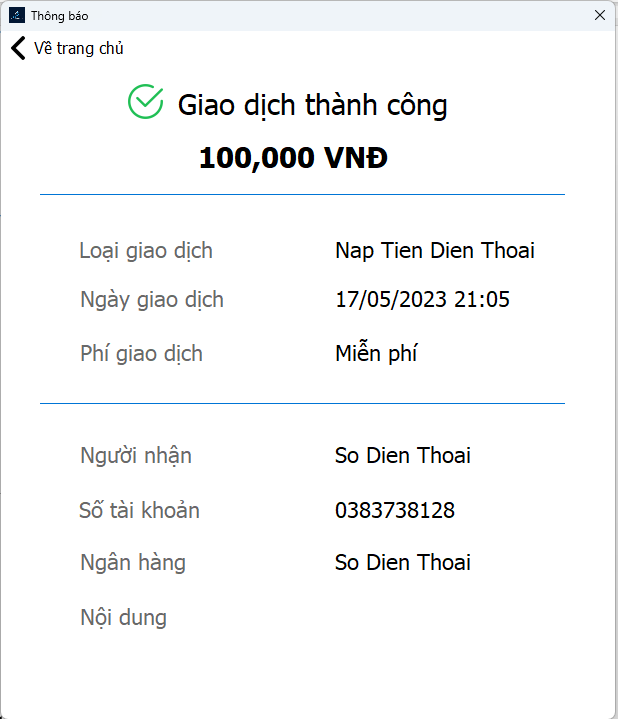 Thông báo
Về trang chủ
Giao dịch thành công
100,000 VNĐ
Loại giao dịch Nap Tien Dien Thoai
Ngày giao dịch 17/05/2023 21:05
Phí giao dịch Miễn phí
Người nhận So Dien Thoai
Số tài khoản 0383738128
Ngân hàng So Dien Thoai
Nội dung